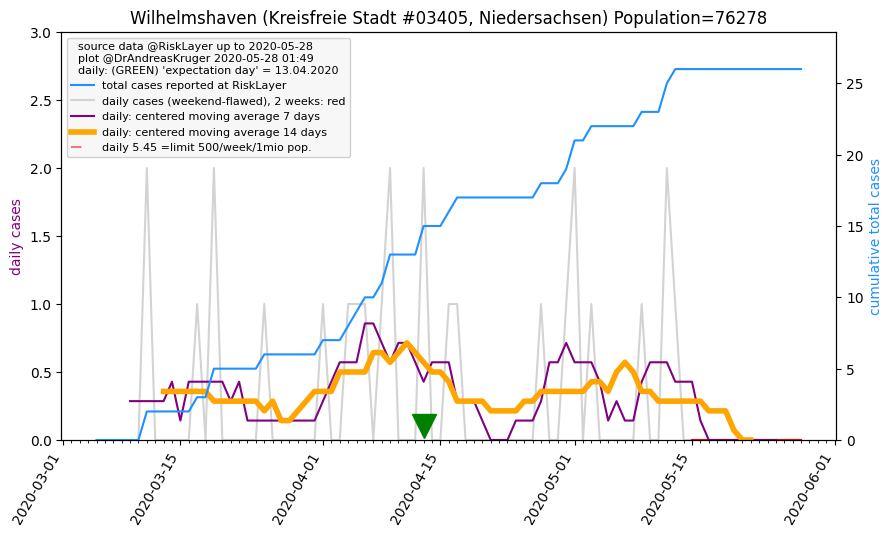 Wilhelmshaven (Kreisfreie Stadt #03405, Niedersachsen) Population=76278
source data @RiskLayer up to 2020-05-28
plot @DrAndreasKruger 2020-05-28 01:49
daily: (GREEN) 'expectation day' = 13.04.2020
total cases reported at RiskLayer
daily cases (weekend-flawed), 2 weeks: red
daily: centered moving average 7 days
daily: centered moving average 14 days
daily 5.45 =limit 500/week/1mio pop.
daily cases
3.0
2.5
2.0
1.5
1.0
0.5
0.0
cumulative total cases
25
20
15
10
5
0
2020-03-01
2020-03-15
2020-04-01
2020-04-15
2020-05-01
2020-05-15
2020-06-01